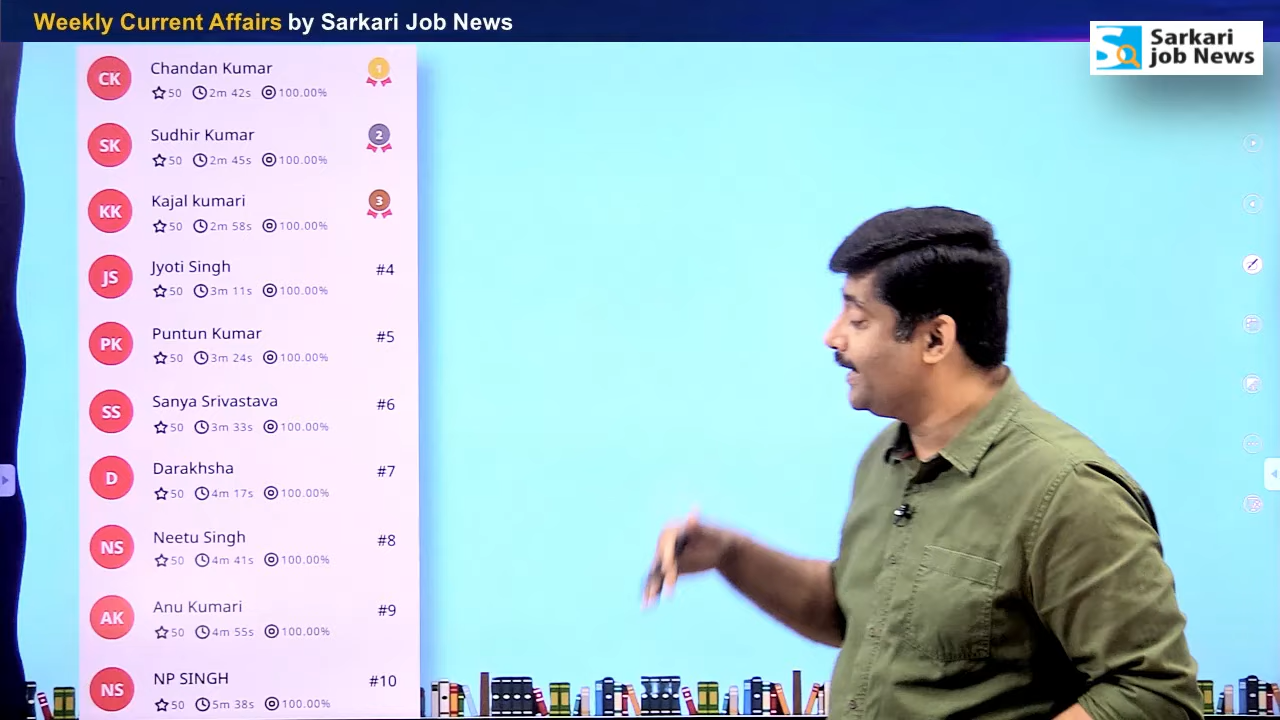 Weekly Current Affairs by Sarkari Job News
Sarkari
Job News
CK
Chandan Kumar
50 2m 42s 100.00%
1
SK
Sudhir Kumar
50 2m 45s 100.00%
2
KK
Kajal kumari
50 2m 58s 100.00%
3
JS
Jyoti Singh
50 3m 11s 100.00%
#4
PK
Puntun Kumar
50 3m 24s 100.00%
#5
SS
Sanya Srivastava
50 3m 33s 100.00%
#6
D
Darakhsha
50 4m 17s 100.00%
#7
NS
Neetu Singh
50 4m 41s 100.00%
#8
AK
Anu Kumari
50 4m 55s 100.00%
#9
NS
NP SINGH
50 5m 38s 100.00%
#10